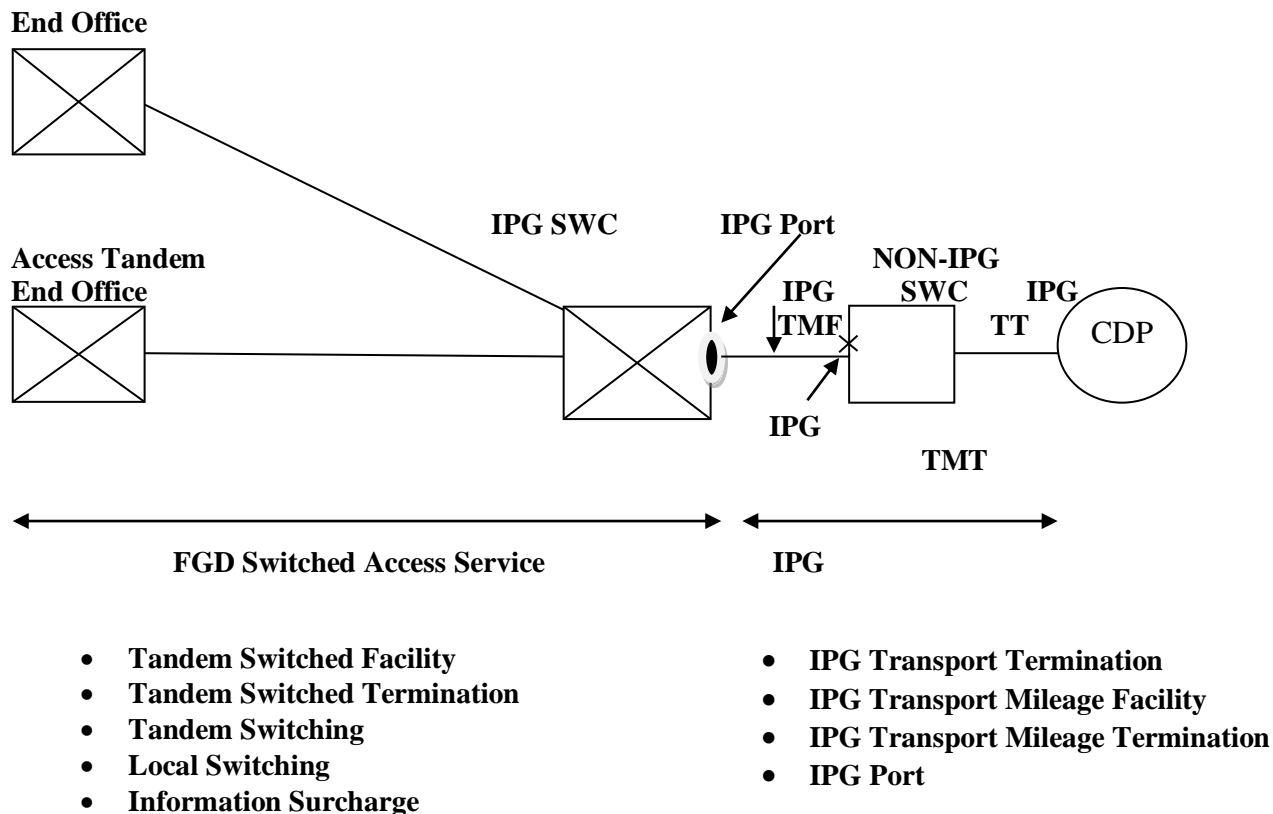 End Office
IPG SWC
IPG Port
Access Tandem
End Office
NON-IPG
SWC
IPG
TMF
IPG
TT
CDP
IPG
TMT
FGD Switched Access Service
IPG
• Tandem Switched Facility
• Tandem Switched Termination
• Tandem Switching
• Local Switching
• Information Surcharge
• IPG Transport Termination
• IPG Transport Mileage Facility
• IPG Transport Mileage Termination
• IPG Port